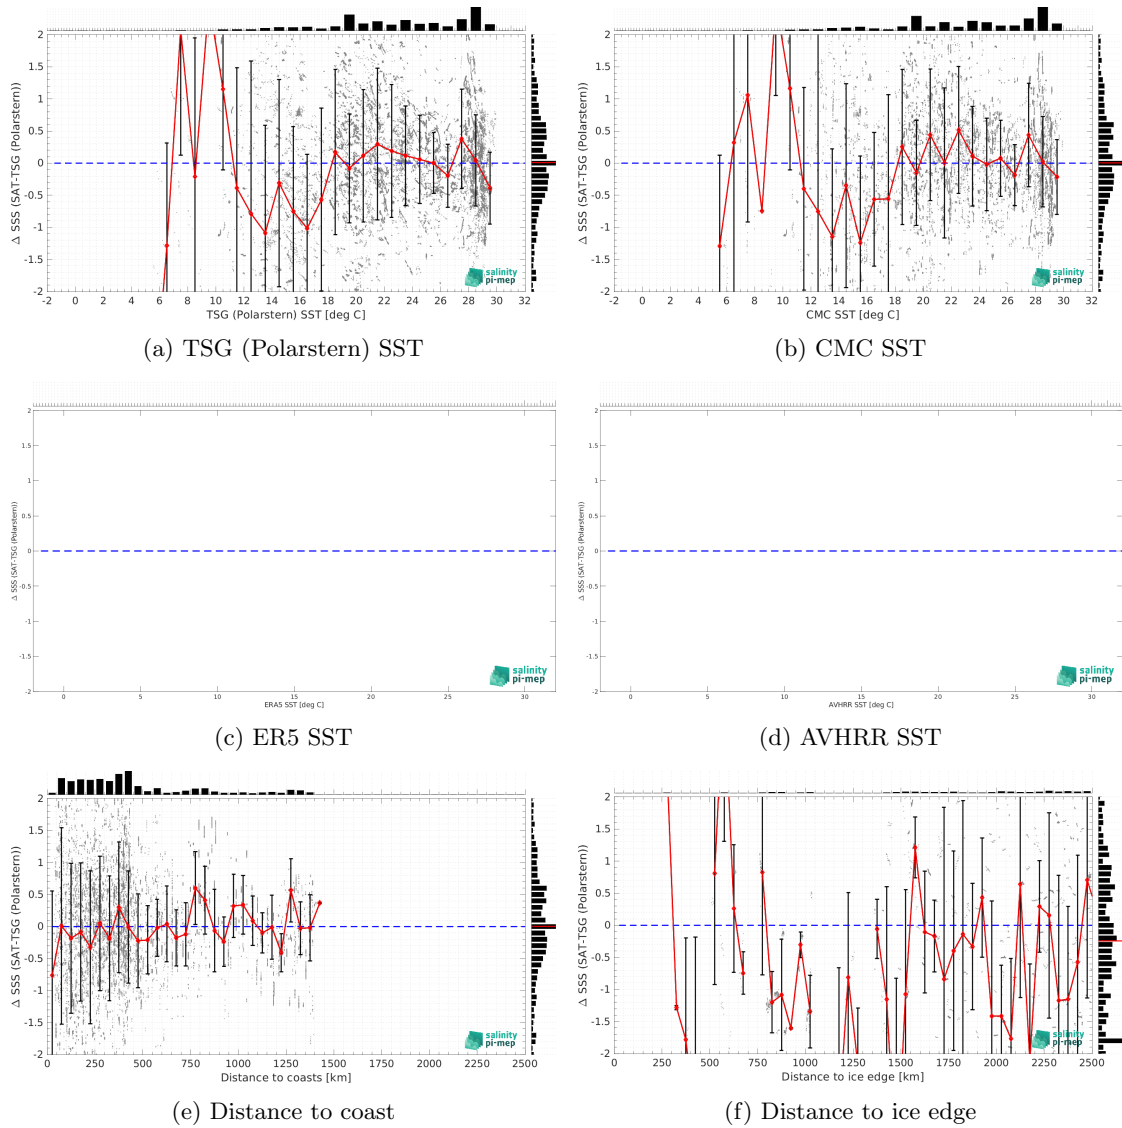 2
1.5
1
0.5
0
-0.5
-1
-1.5
-2
Δ SSS (SAT-TSG (Polarstern))
salinity
pi-mep
-2 0 2 4 6 8 10 12 14 16 18 20 22 24 26 28 30 32
TSG (Polarstern) SST [deg C]
(a) TSG (Polarstern) SST
2
1.5
1
0.5
0
-0.5
-1
-1.5
-2
Δ SSS (SAT-TSG (Polarstern))
salinity
pi-mep
-2 0 2 4 6 8 10 12 14 16 18 20 22 24 26 28 30 32
CMC SST [deg C]
(b) CMC SST
2
1.5
1
0.5
0
-0.5
-1
-1.5
-2
Δ SSS (SAT-TSG (Polarstern))
salinity
pi-mep
0 5 10 15 20 25 30
ERA5 SST [deg C]
(c) ER5 SST
2
1.5
1
0.5
0
-0.5
-1
-1.5
-2
Δ SSS (SAT-TSG (Polarstern))
salinity
pi-mep
0 5 10 15 20 25 30
AVHRR SST [deg C]
(d) AVHRR SST
2
1.5
1
0.5
0
-0.5
-1
-1.5
-2
Δ SSS (SAT-TSG (Polarstern))
salinity
pi-mep
0 250 500 750 1000 1250 1500 1750 2000 2250 2500
Distance to coasts [km]
(e) Distance to coast
2
1.5
1
0.5
0
-0.5
-1
-1.5
-2
Δ SSS (SAT-TSG (Polarstern))
salinity
pi-mep
0 250 500 750 1000 1250 1500 1750 2000 2250 2500
Distance to ice edge [km]
(f) Distance to ice edge